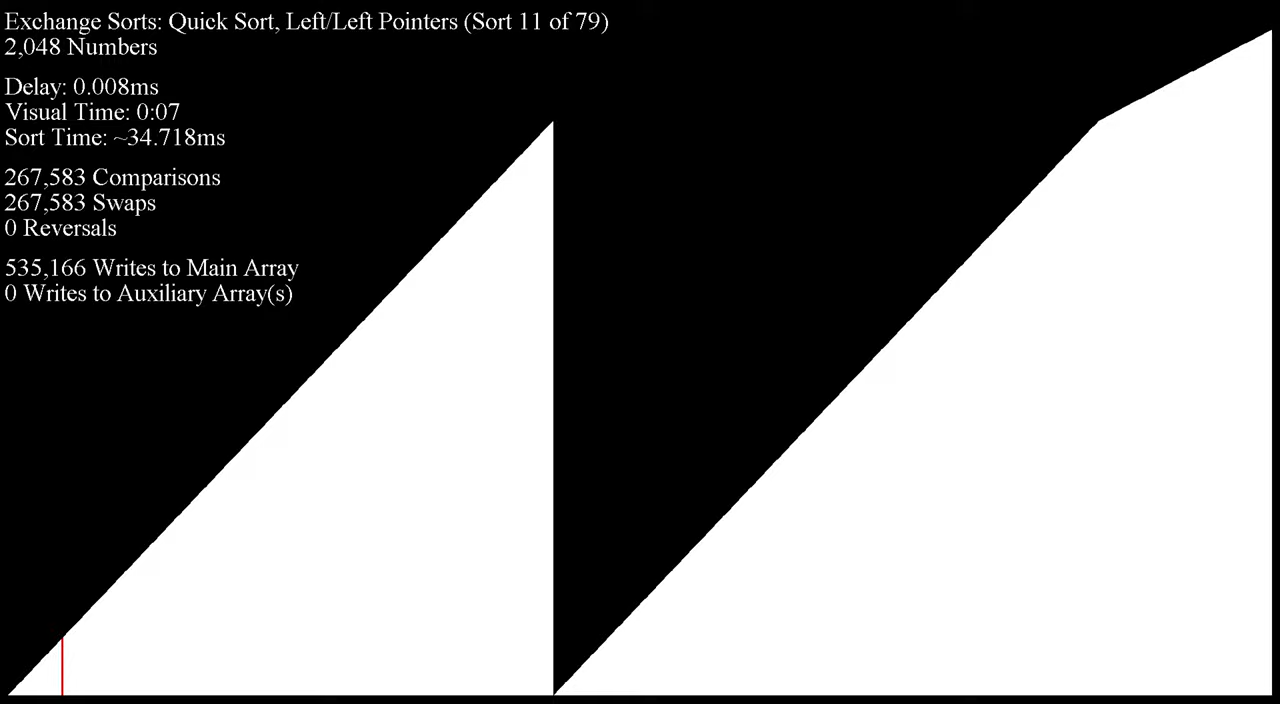 Exchange Sorts: Quick Sort, Left/Left Pointers (Sort 11 of 79)
2,048 Numbers
Delay: 0.008ms
Visual Time: 0:07
Sort Time: ~34.718ms
267,583 Comparisons
267,583 Swaps
0 Reversals
535,166 Writes to Main Array
0 Writes to Auxiliary Array(s)